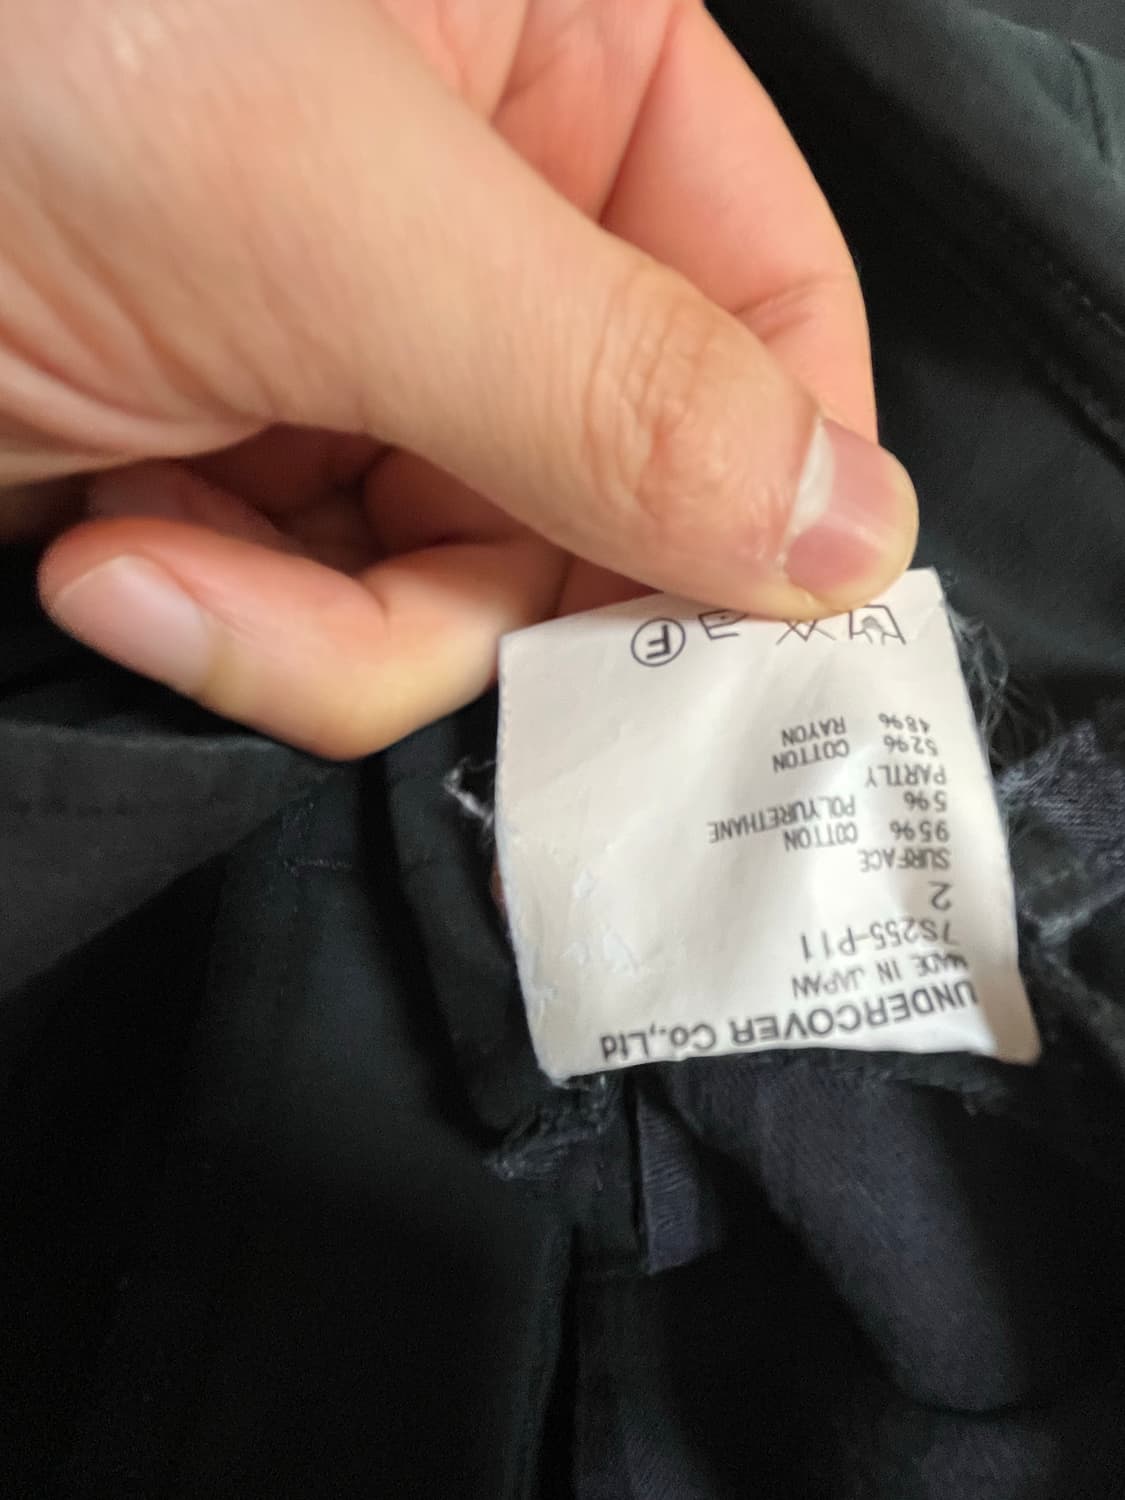 UNDERCOVER Co.,Ltd
MADE IN JAPAN
7S255-P11
2
SURFACE
95% COTTON
5% POLYURETHANE
PARTLY
52% COTTON
48% RAYON
F